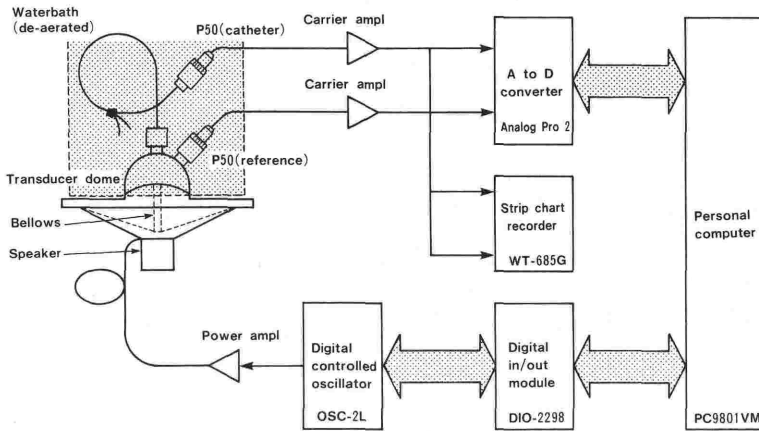 Waterbath
(de-aerated)
P50(catheter)
Carrier ampl
Carrier ampl
A to D
converter
Analog Pro 2
P50(reference)
Transducer dome
Bellows
Speaker
Strip chart
recorder
WT-685G
Personal
computer
Power ampl
Digital
controlled
oscillator
OSC-2L
Digital
in/out
module
DIO-2298
PC9801VM